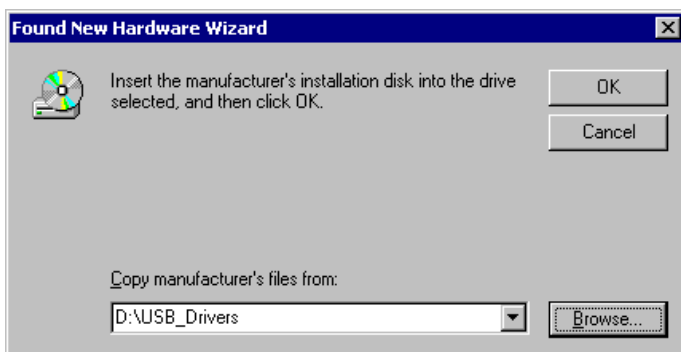 Found New Hardware Wizard
Insert the manufacturer's installation disk into the drive
selected, and then click OK.
OK
Cancel
Copy manufacturer's files from:
D:\USB_Drivers
Browse...